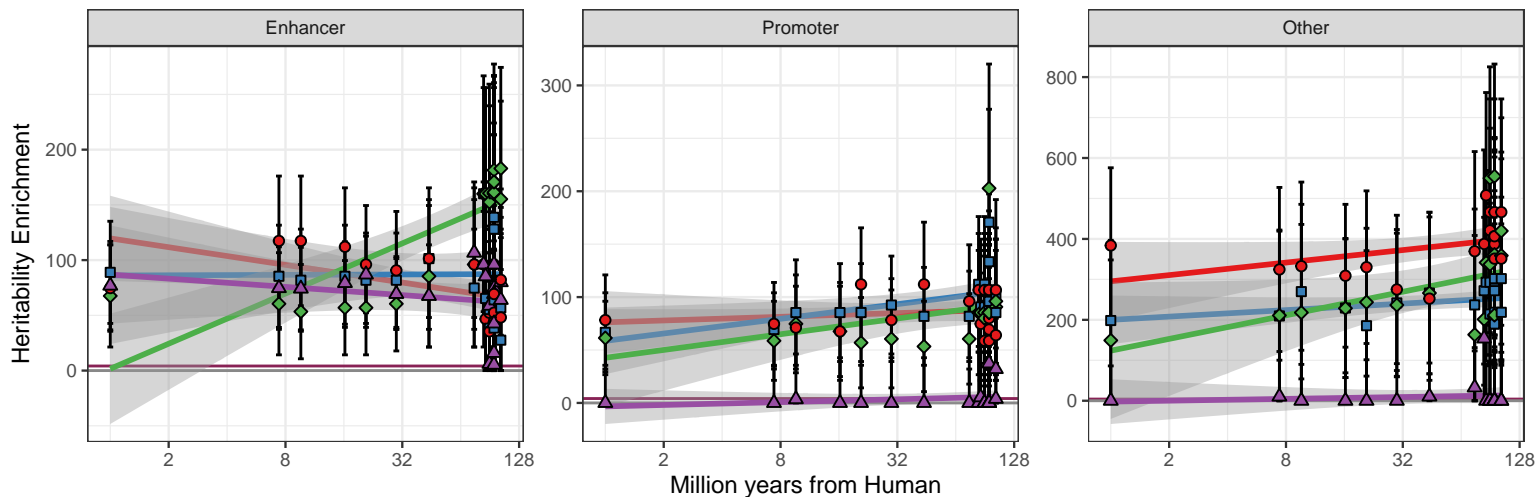 Enhancer Promoter Other
Heritability Enrichment
200
100
0
2 8 32 128
300
200
100
0
2 8 32 128
800
600
400
200
0
2 8 32 128
Million years from Human